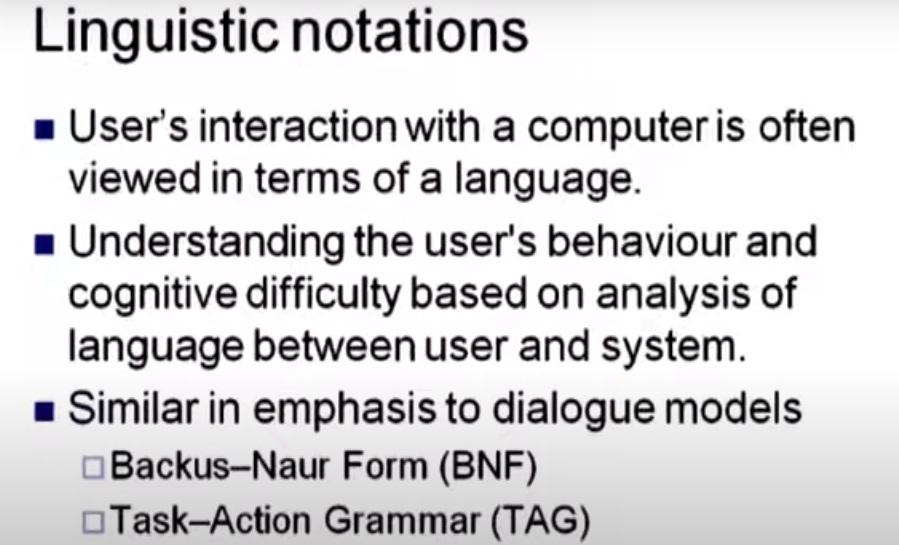 Linguistic notations
User's interaction with a computer is often
viewed in terms of a language.
Understanding the user's behaviour and
cognitive difficulty based on analysis of
language between user and system.
Similar in emphasis to dialogue models
Backus–Naur Form (BNF)
Task–Action Grammar (TAG)